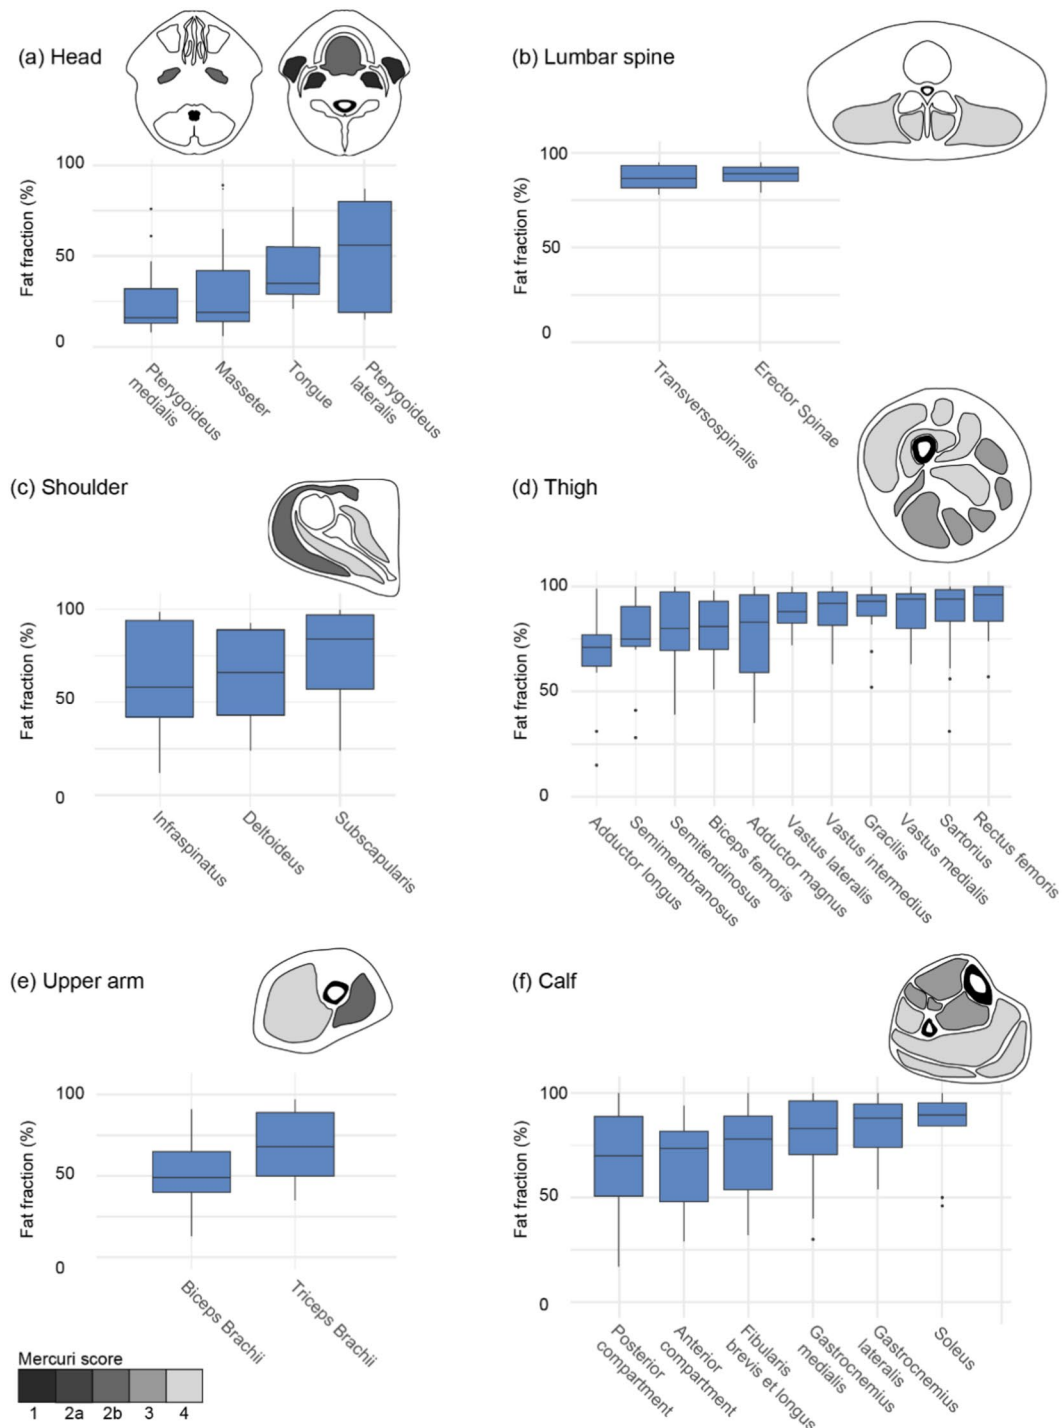 (a) Head
100
50
0
Fat fraction (%)
Pterygoideus
medialis
Masseter
Tongue
Pterygoideus
lateralis
(b) Lumbar spine
100
50
0
Fat fraction (%)
Transversospinalis
Erector Spinae
(c) Shoulder
100
50
0
Fat fraction (%)
Infraspinatus
Deltoideus
Subscapularis
(d) Thigh
100
50
0
Fat fraction (%)
Adductor longus
Semimembranosus
Semitendinosus
Biceps femoris
Adductor magnus
Vastus lateralis
Vastus intermedius
Gracilis
Vastus medialis
Sartorius
Rectus femoris
(e) Upper arm
100
50
0
Fat fraction (%)
Biceps Brachii
Triceps Brachii
(f) Calf
100
50
0
Fat fraction (%)
Posterior
compartment
Anterior
compartment
Fibularis
brevis et longus
Gastrocnemius
medialis
Gastrocnemius
lateralis
Soleus
Mercuri score
1 2a 2b 3 4